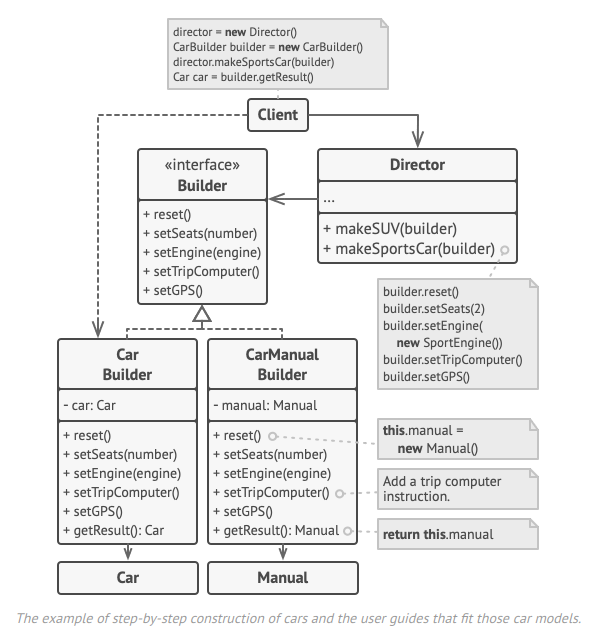 director = new Director()
CarBuilder builder = new CarBuilder()
director.makeSportsCar(builder)
Car car = builder.getResult()
Client
«interface»
Builder
+ reset()
+ setSeats(number)
+ setEngine(engine)
+ setTripComputer()
+ setGPS()
Director
...
+ makeSUV(builder)
+ makeSportsCar(builder)
builder.reset()
builder.setSeats(2)
builder.setEngine(
new SportEngine())
builder.setTripComputer()
builder.setGPS()
Car
Builder
- car: Car
+ reset()
+ setSeats(number)
+ setEngine(engine)
+ setTripComputer()
+ setGPS()
+ getResult(): Car
CarManual
Builder
- manual: Manual
+ reset()
+ setSeats(number)
+ setEngine(engine)
+ setTripComputer()
+ setGPS()
+ getResult(): Manual
this.manual =
new Manual()
Add a trip computer
instruction.
return this.manual
Car
Manual
The example of step-by-step construction of cars and the user guides that fit those car models.